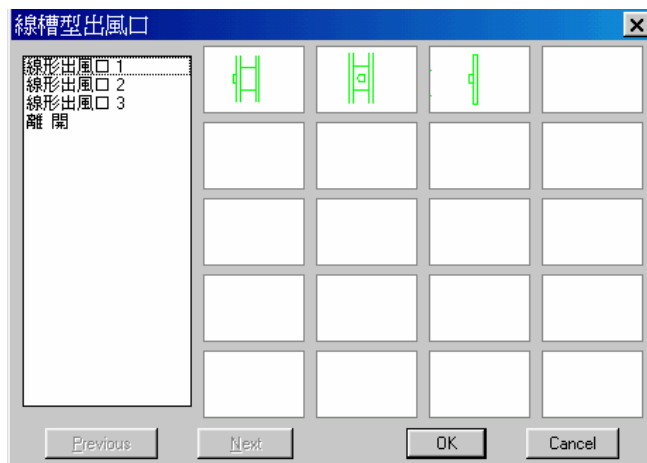 線槽型出風口
線形出風口 1
線形出風口 2
線形出風口 3
離 開
Previous
Next
OK
Cancel